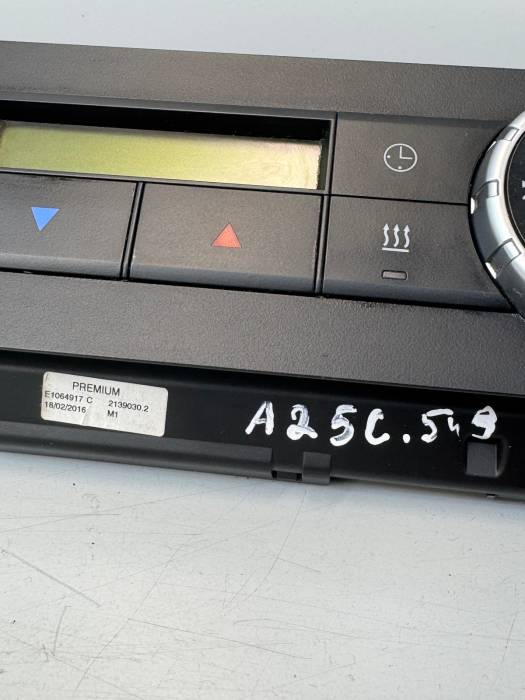 PREMIUM
E1064917 C 2139030.2
18/02/2016 M1
A25C.549